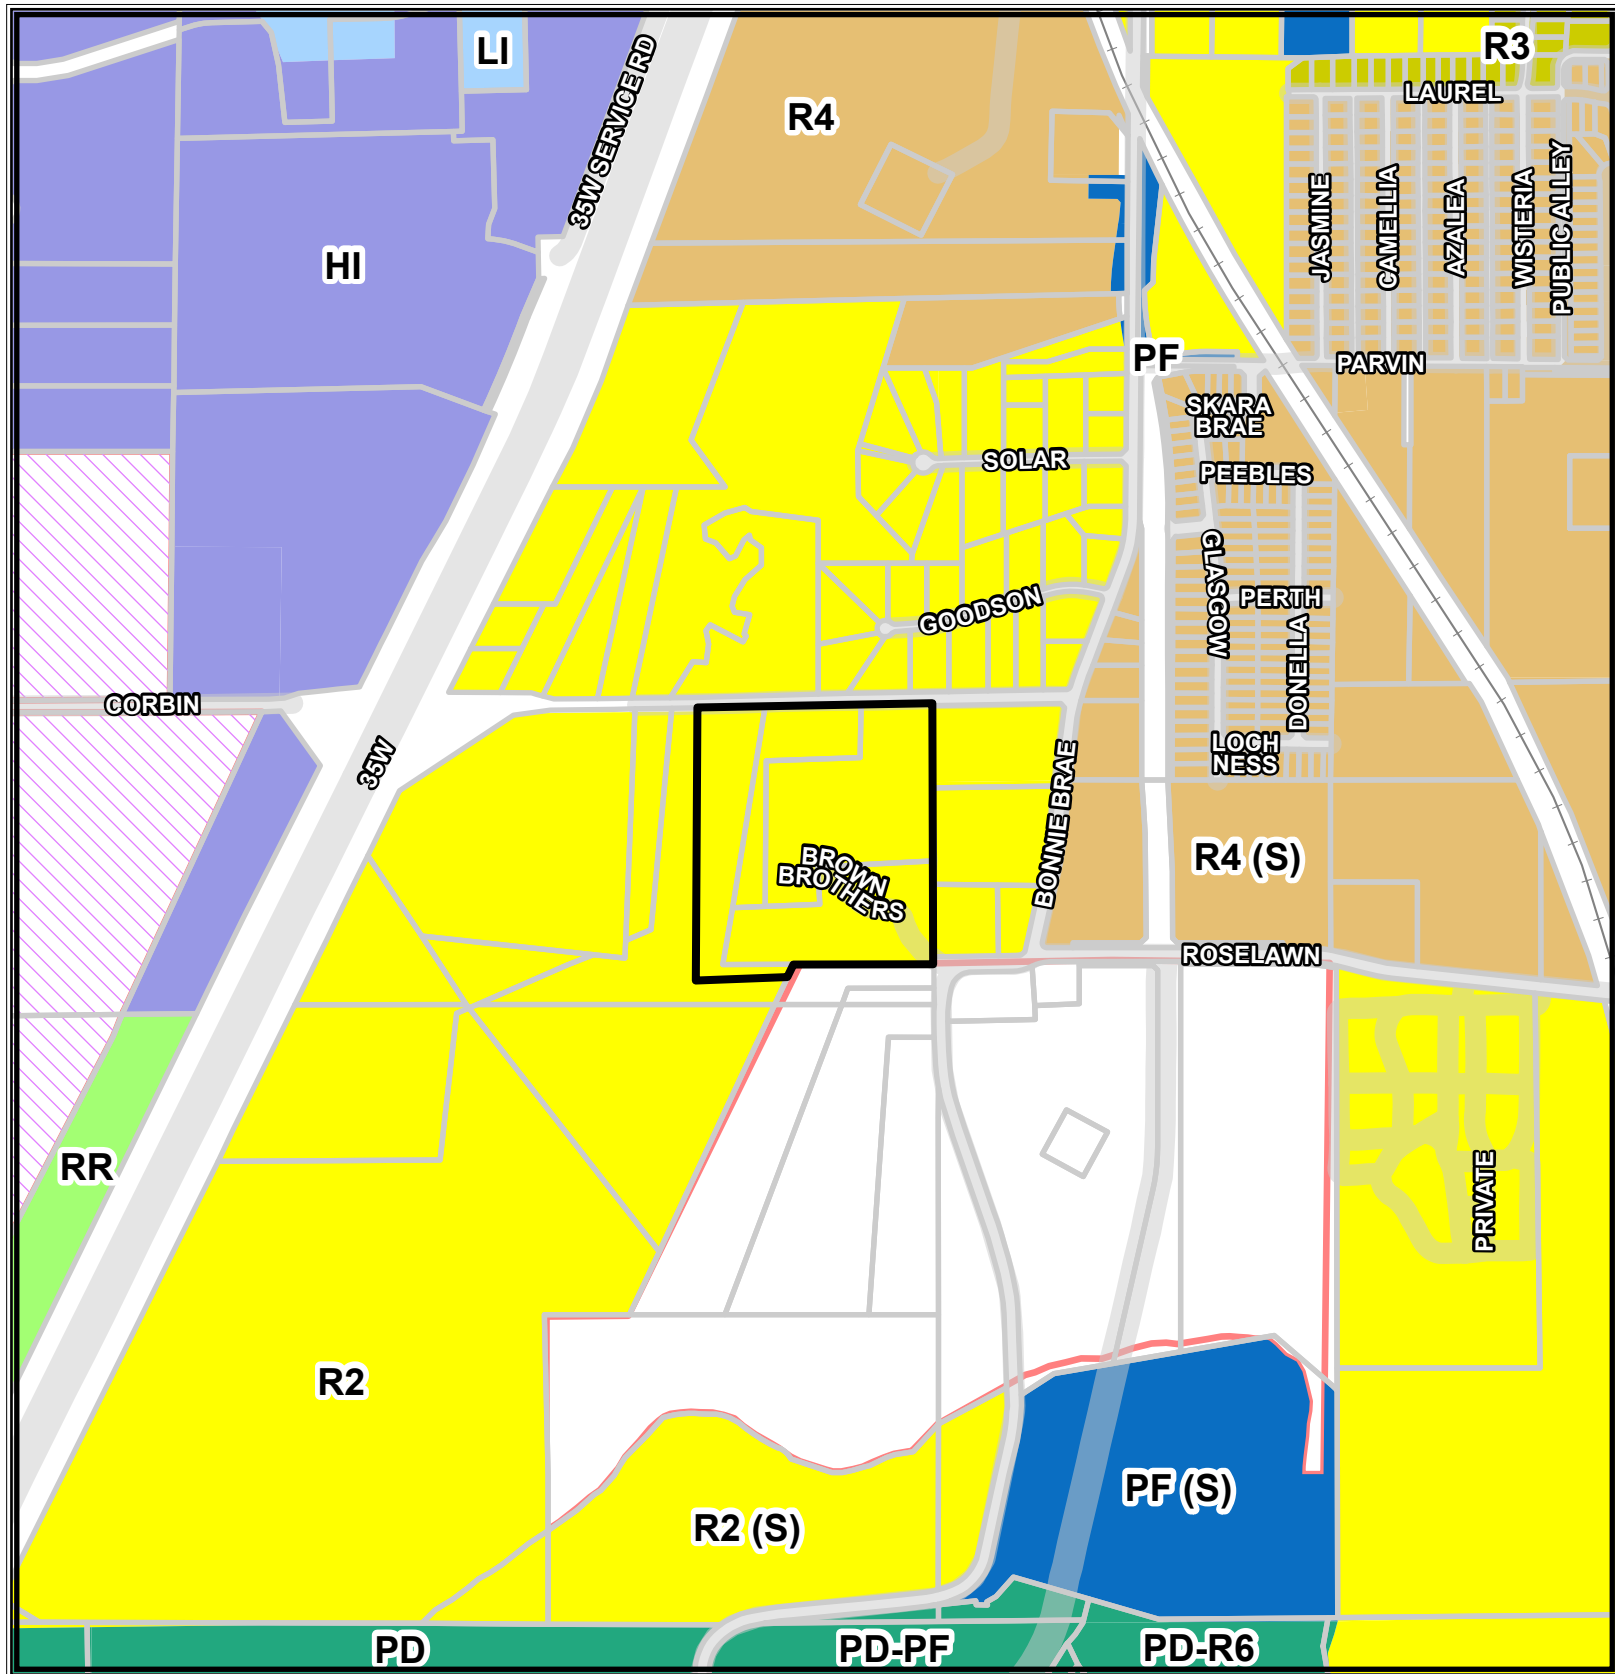 LI
35W SERVICE RD
R4
R3
LAUREL
JASMINE
CAMELLIA
AZALEA
WISTERIA
PUBLIC ALLEY
HI
PF
PARVIN
SKARA
BRAE
SOLAR
PEEBLES
GLASGOW
GOODSON
PERTH
DONELLA
CORBIN
35W
LOCH
NESS
BONNIE BRAE
BROWN
BROTHERS
R4 (S)
ROSELAWN
RR
PRIVATE
R2
R2 (S)
PF (S)
PD
PD-PF
PD-R6